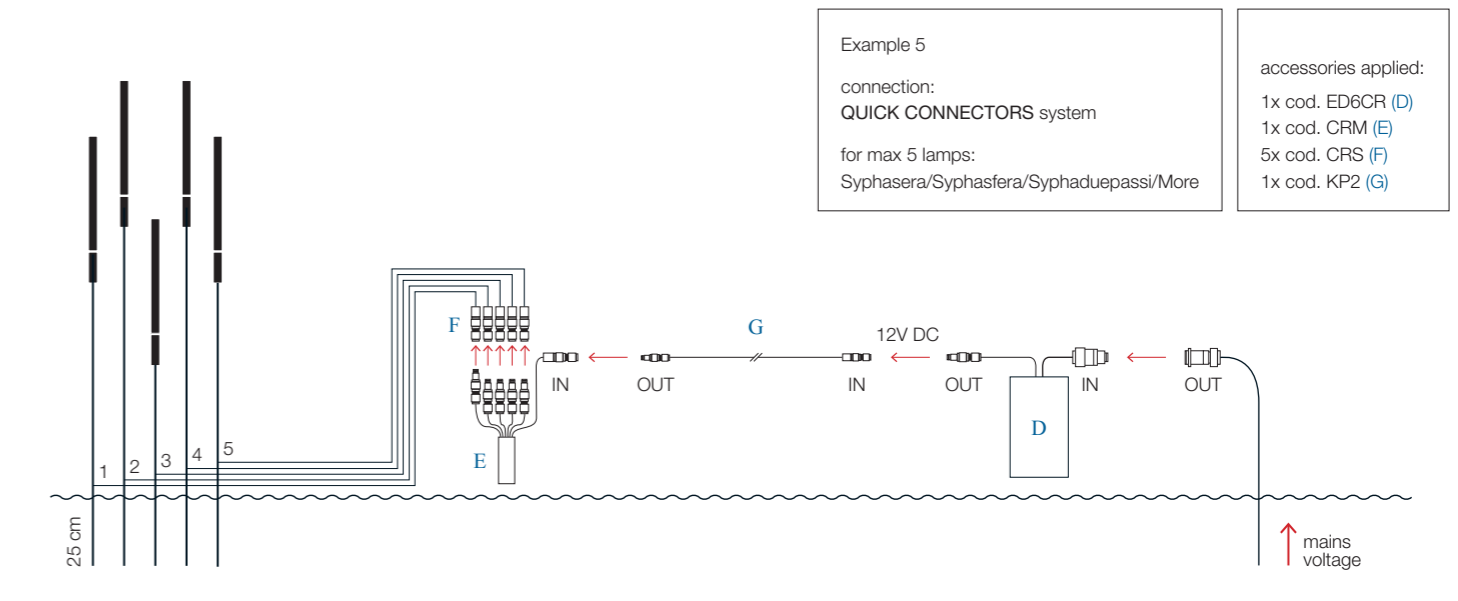 Example 5
connection:
QUICK CONNECTORS system
for max 5 lamps:
Syphasera/Syphasfera/Syphaduepassi/More
accessories applied:
1x cod. ED6CR (D)
1x cod. CRM (E)
5x cod. CRS (F)
1x cod. KP2 (G)
F
G
12V DC
IN
OUT
IN
OUT
IN
OUT
D
E
1
2
3
4
5
25 cm
mains
voltage